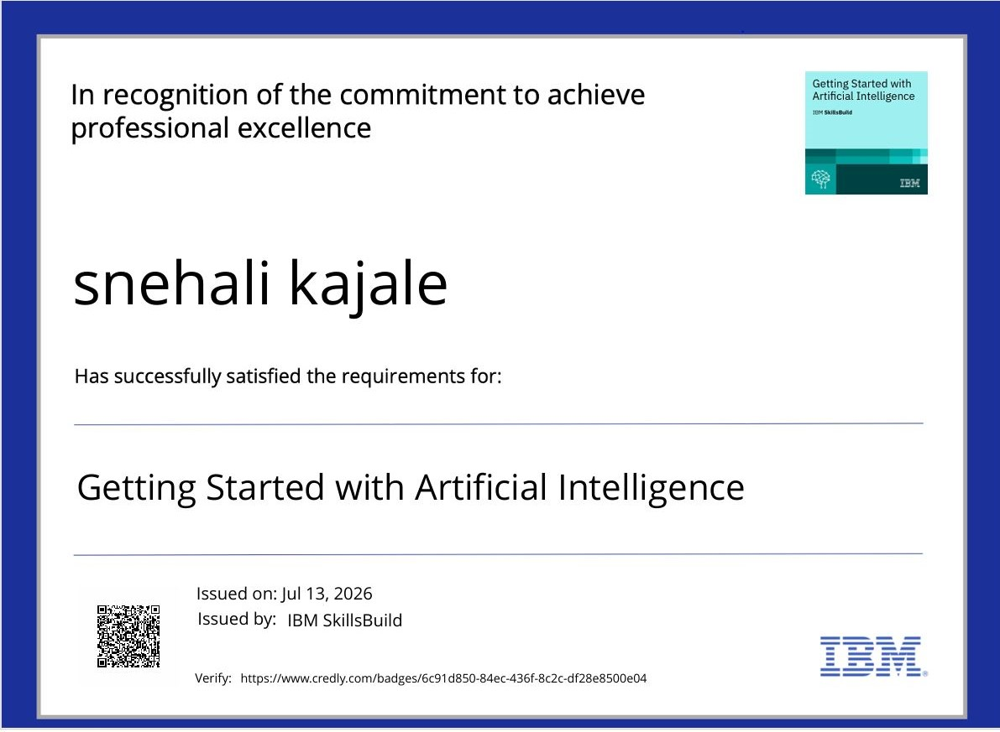 In recognition of the commitment to achieve
professional excellence
Getting Started with
Artificial Intelligence
IBM SkillsBuild
IBM
snehali kajale
Has successfully satisfied the requirements for:
Getting Started with Artificial Intelligence
Issued on: Jul 13, 2026
Issued by: IBM SkillsBuild
IBM®
Verify: https://www.credly.com/badges/6c91d850-84ec-436f-8c2c-df28e8500e04